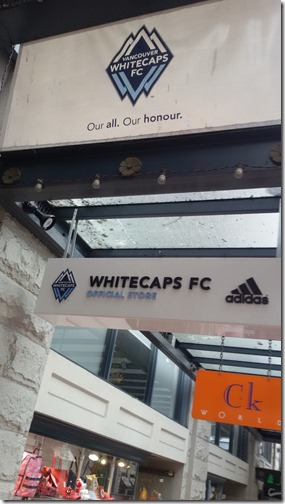 VANCOUVER
WHITECAPS
FC
Our all. Our honour.
WHITECAPS FC
OFFICIAL STORE
adidas
Ck
WORLD